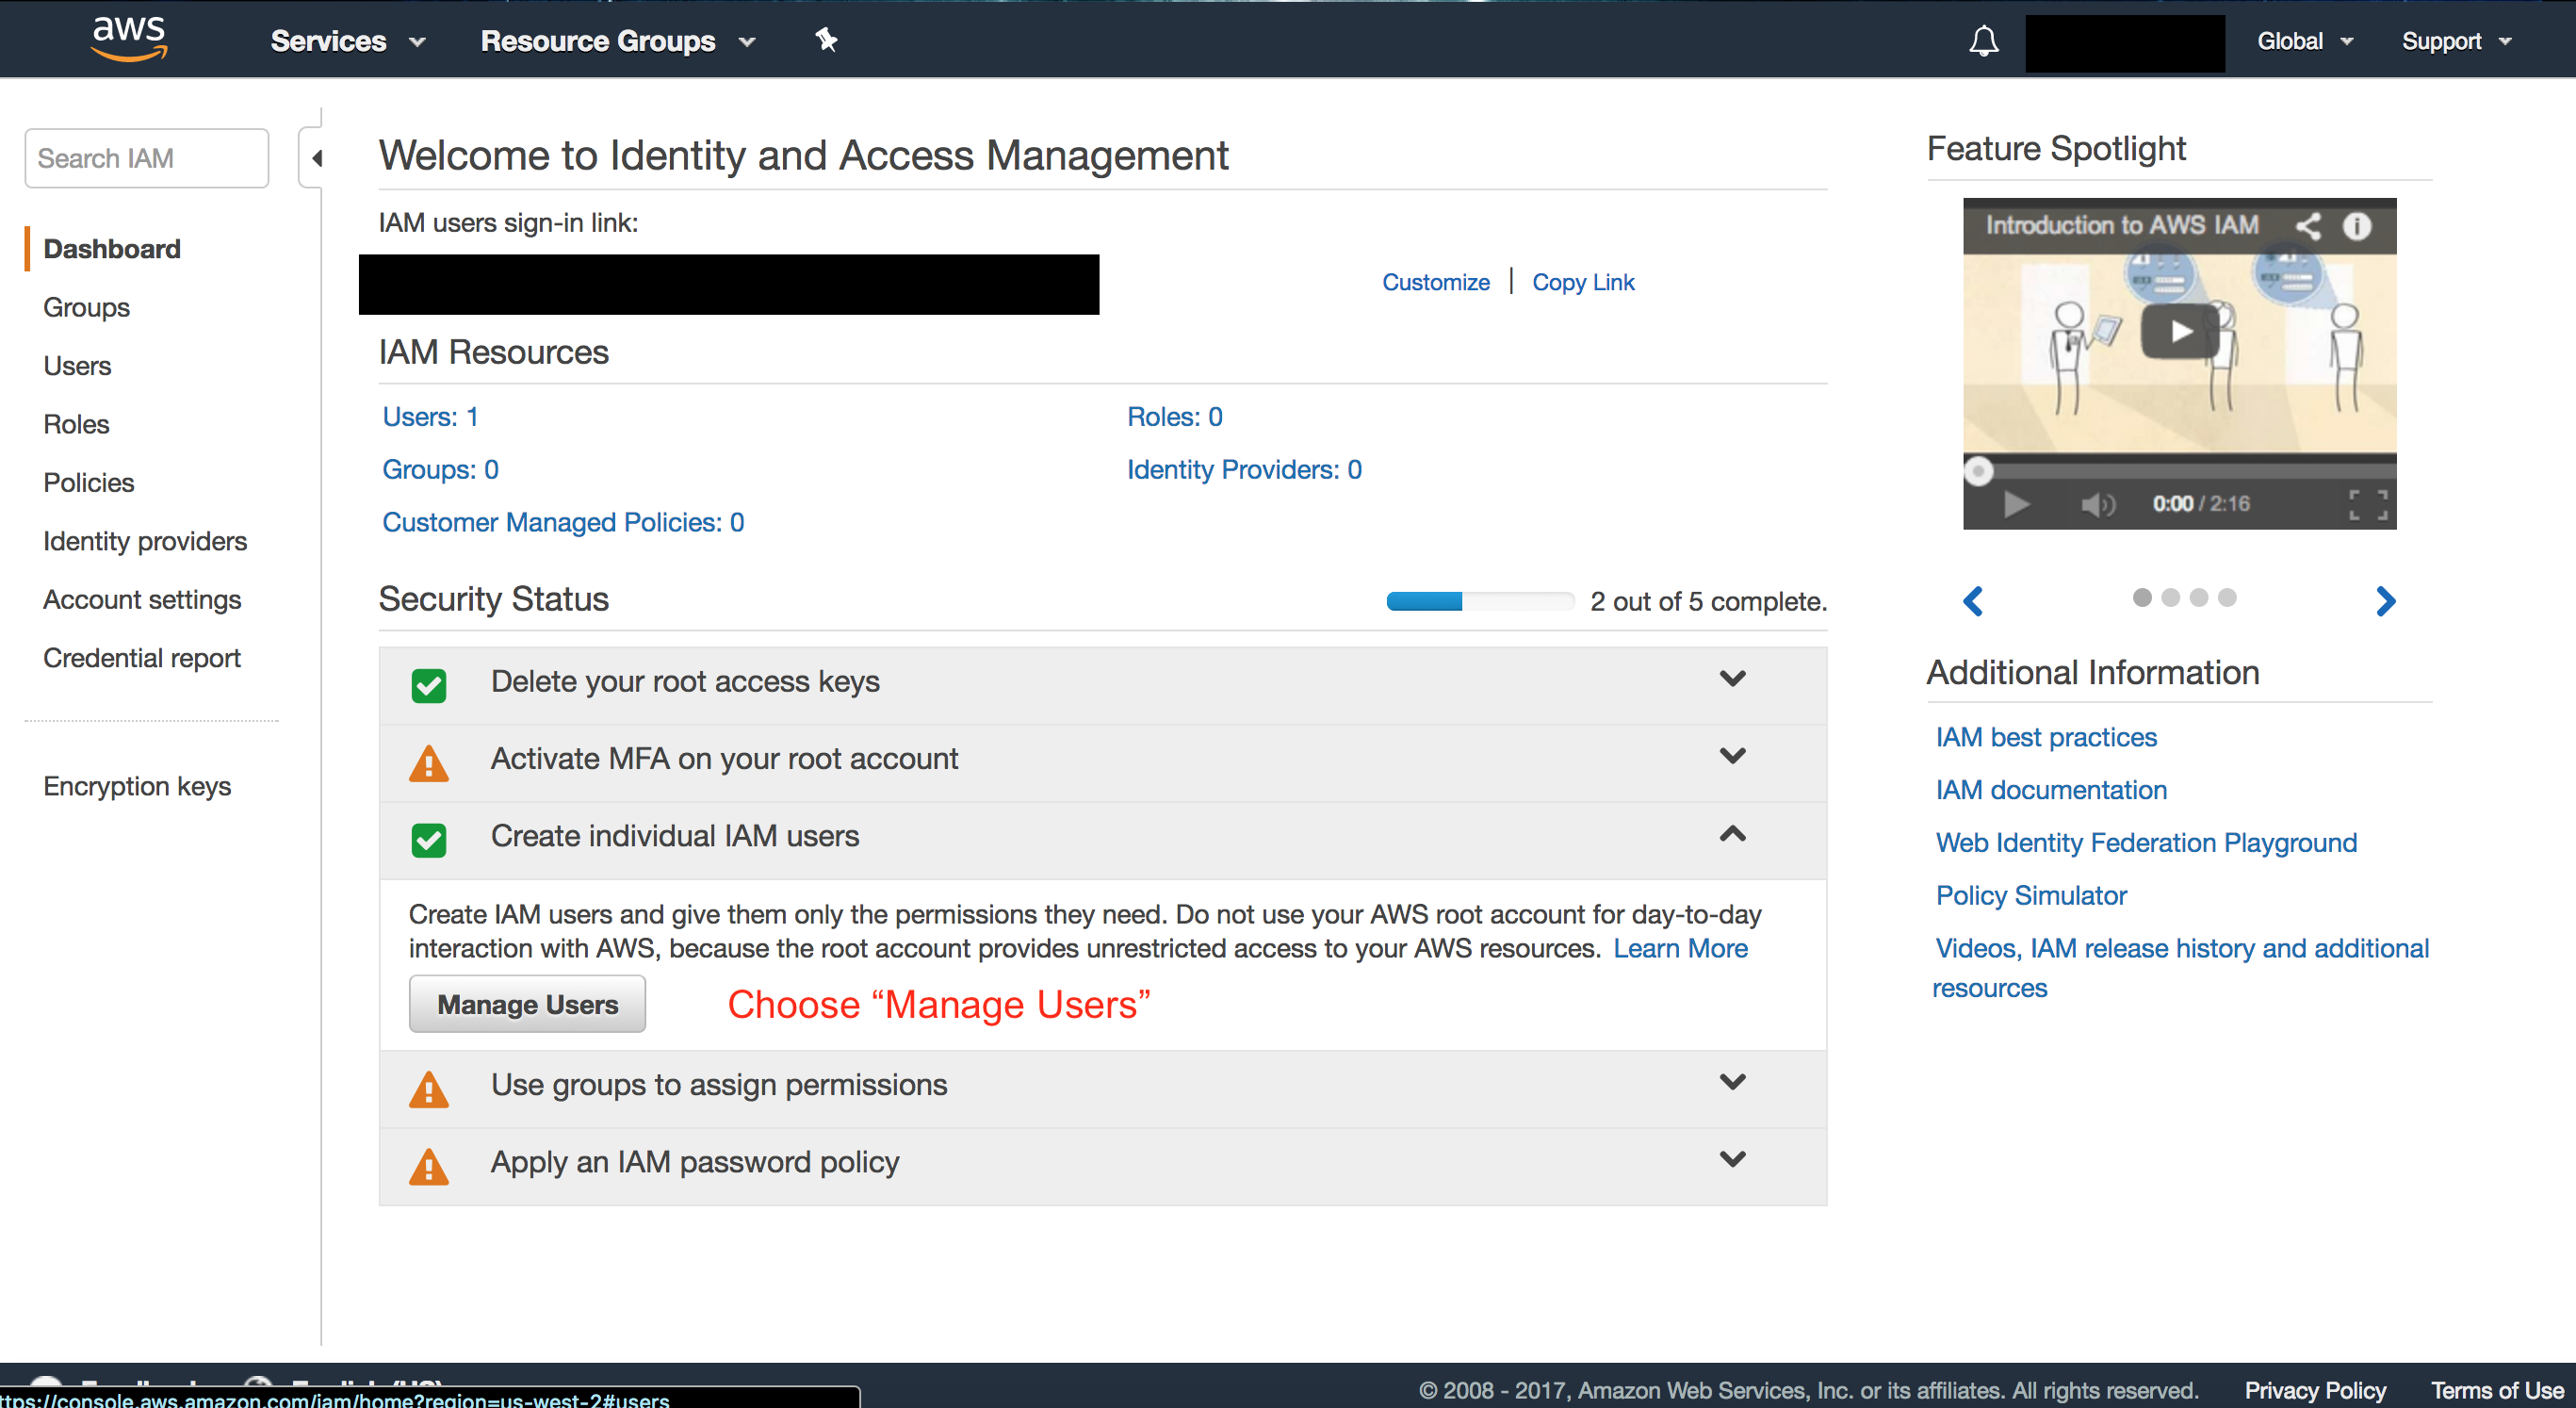 aws
Services
Resource Groups
Global
Support
Search IAM
Dashboard
Groups
Users
Roles
Policies
Identity providers
Account settings
Credential report
Encryption keys
Welcome to Identity and Access Management
IAM users sign-in link:
Customize | Copy Link
IAM Resources
Users: 1
Roles: 0
Groups: 0
Identity Providers: 0
Customer Managed Policies: 0
Security Status
2 out of 5 complete.
Delete your root access keys
Activate MFA on your root account
Create individual IAM users
Create IAM users and give them only the permissions they need. Do not use your AWS root account for day-to-day
interaction with AWS, because the root account provides unrestricted access to your AWS resources. Learn More
Manage Users
Choose “Manage Users”
Use groups to assign permissions
Apply an IAM password policy
Feature Spotlight
Introduction to AWS IAM
0:00 / 2:16
Additional Information
IAM best practices
IAM documentation
Web Identity Federation Playground
Policy Simulator
Videos, IAM release history and additional
resources
ttps://console.aws.amazon.com/iam/home?region=us-west-2#users
© 2008 - 2017, Amazon Web Services, Inc. or its affiliates. All rights reserved.
Privacy Policy
Terms of Use